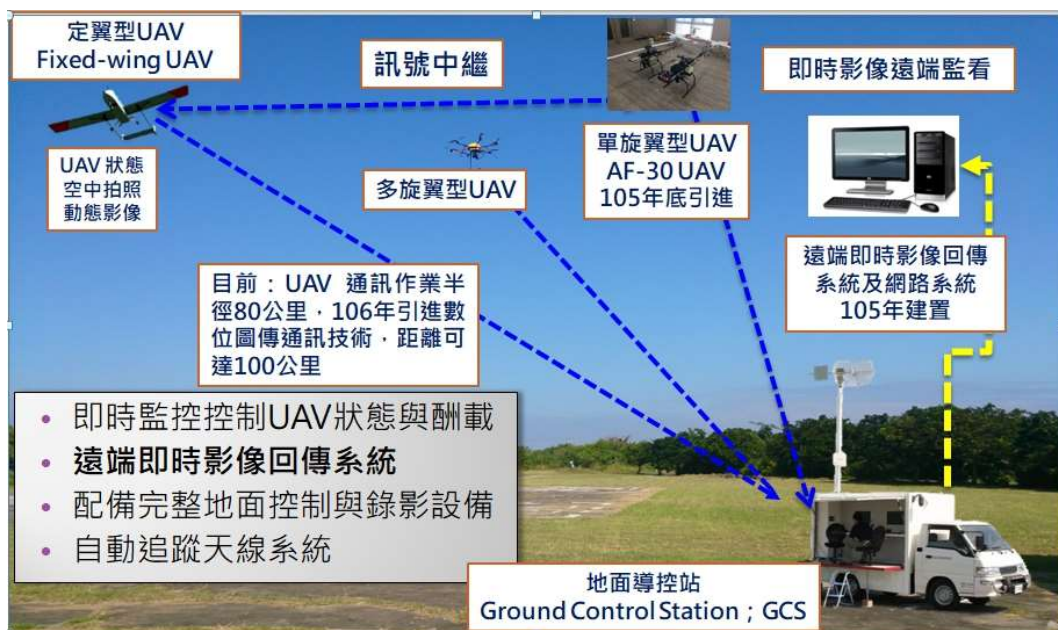 定翼型UAV
Fixed-wing UAV
訊號中繼
即時影像遠端監看
UAV 狀態
空中拍照
動態影像
多旋翼型UAV
單旋翼型UAV
AF-30 UAV
105年底引進
目前：UAV 通訊作業半
徑80公里，106年引進數
位圖傳通訊技術，距離可
達100公里
遠端即時影像回傳
系統及網路系統
105年建置
• 即時監控控制UAV狀態與酬載
• 遠端即時影像回傳系統
• 配備完整地面控制與錄影設備
• 自動追蹤天線系統
地面導控站
Ground Control Station；GCS